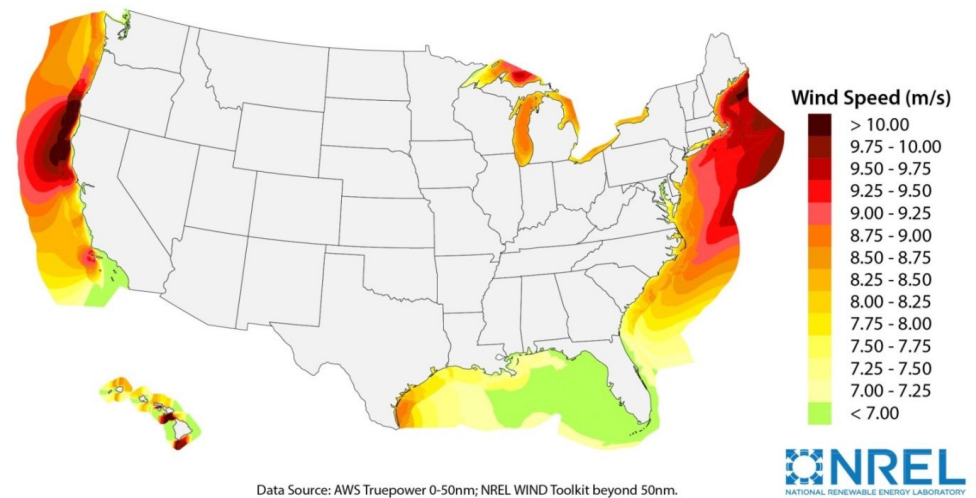 Wind Speed (m/s)
> 10.00
9.75 - 10.00
9.50 - 9.75
9.25 - 9.50
9.00 - 9.25
8.75 - 9.00
8.50 - 8.75
8.25 - 8.50
8.00 - 8.25
7.75 - 8.00
7.50 - 7.75
7.25 - 7.50
7.00 - 7.25
< 7.00
NREL
NATIONAL RENEWABLE ENERGY LABORATORY
Data Source: AWS Truepower 0-50nm; NREL WIND Toolkit beyond 50nm.